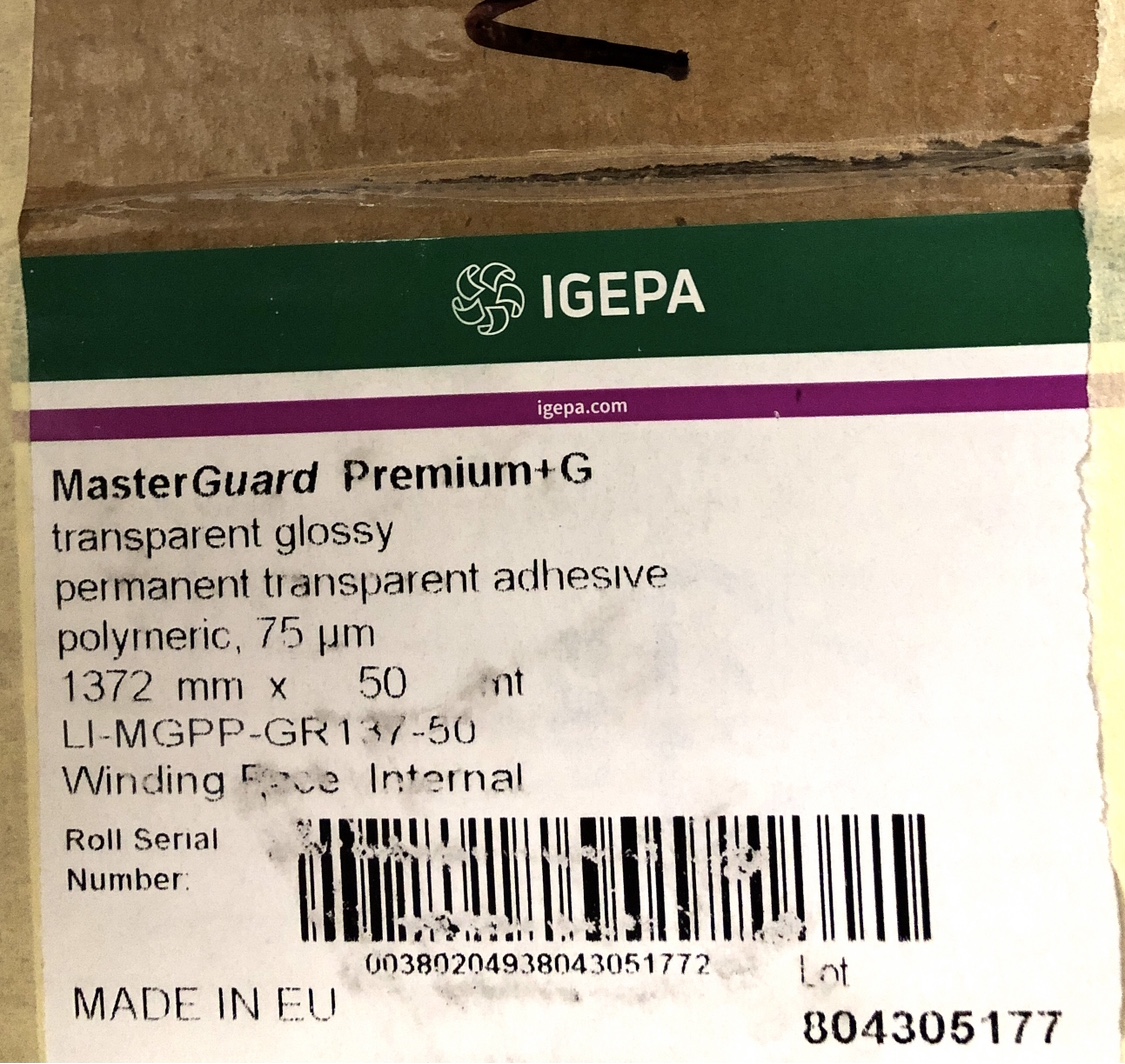 IGEPA
igepa.com
MasterGuard Premium+G
transparent glossy
permanent transparent adhesive
polymeric, 75 µm
1372 mm x 50
LI-MGPP-GR137-50
Winding Face Internal
Roll Serial
Number:
00380204938043051772
Lot
MADE IN EU
804305177